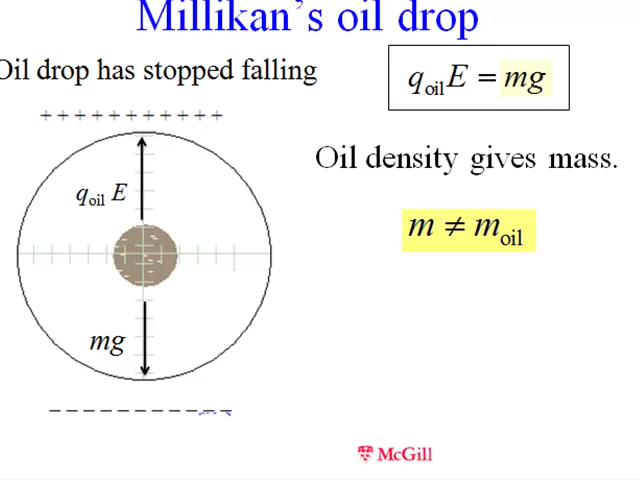 Millikan's oil drop
Oil drop has stopped falling
q_oil E = mg
+ + + + + + + + + + +
Oil density gives mass.
q_oil E
m ≠ m_oil
mg
– – – – – – – – – – –
McGill